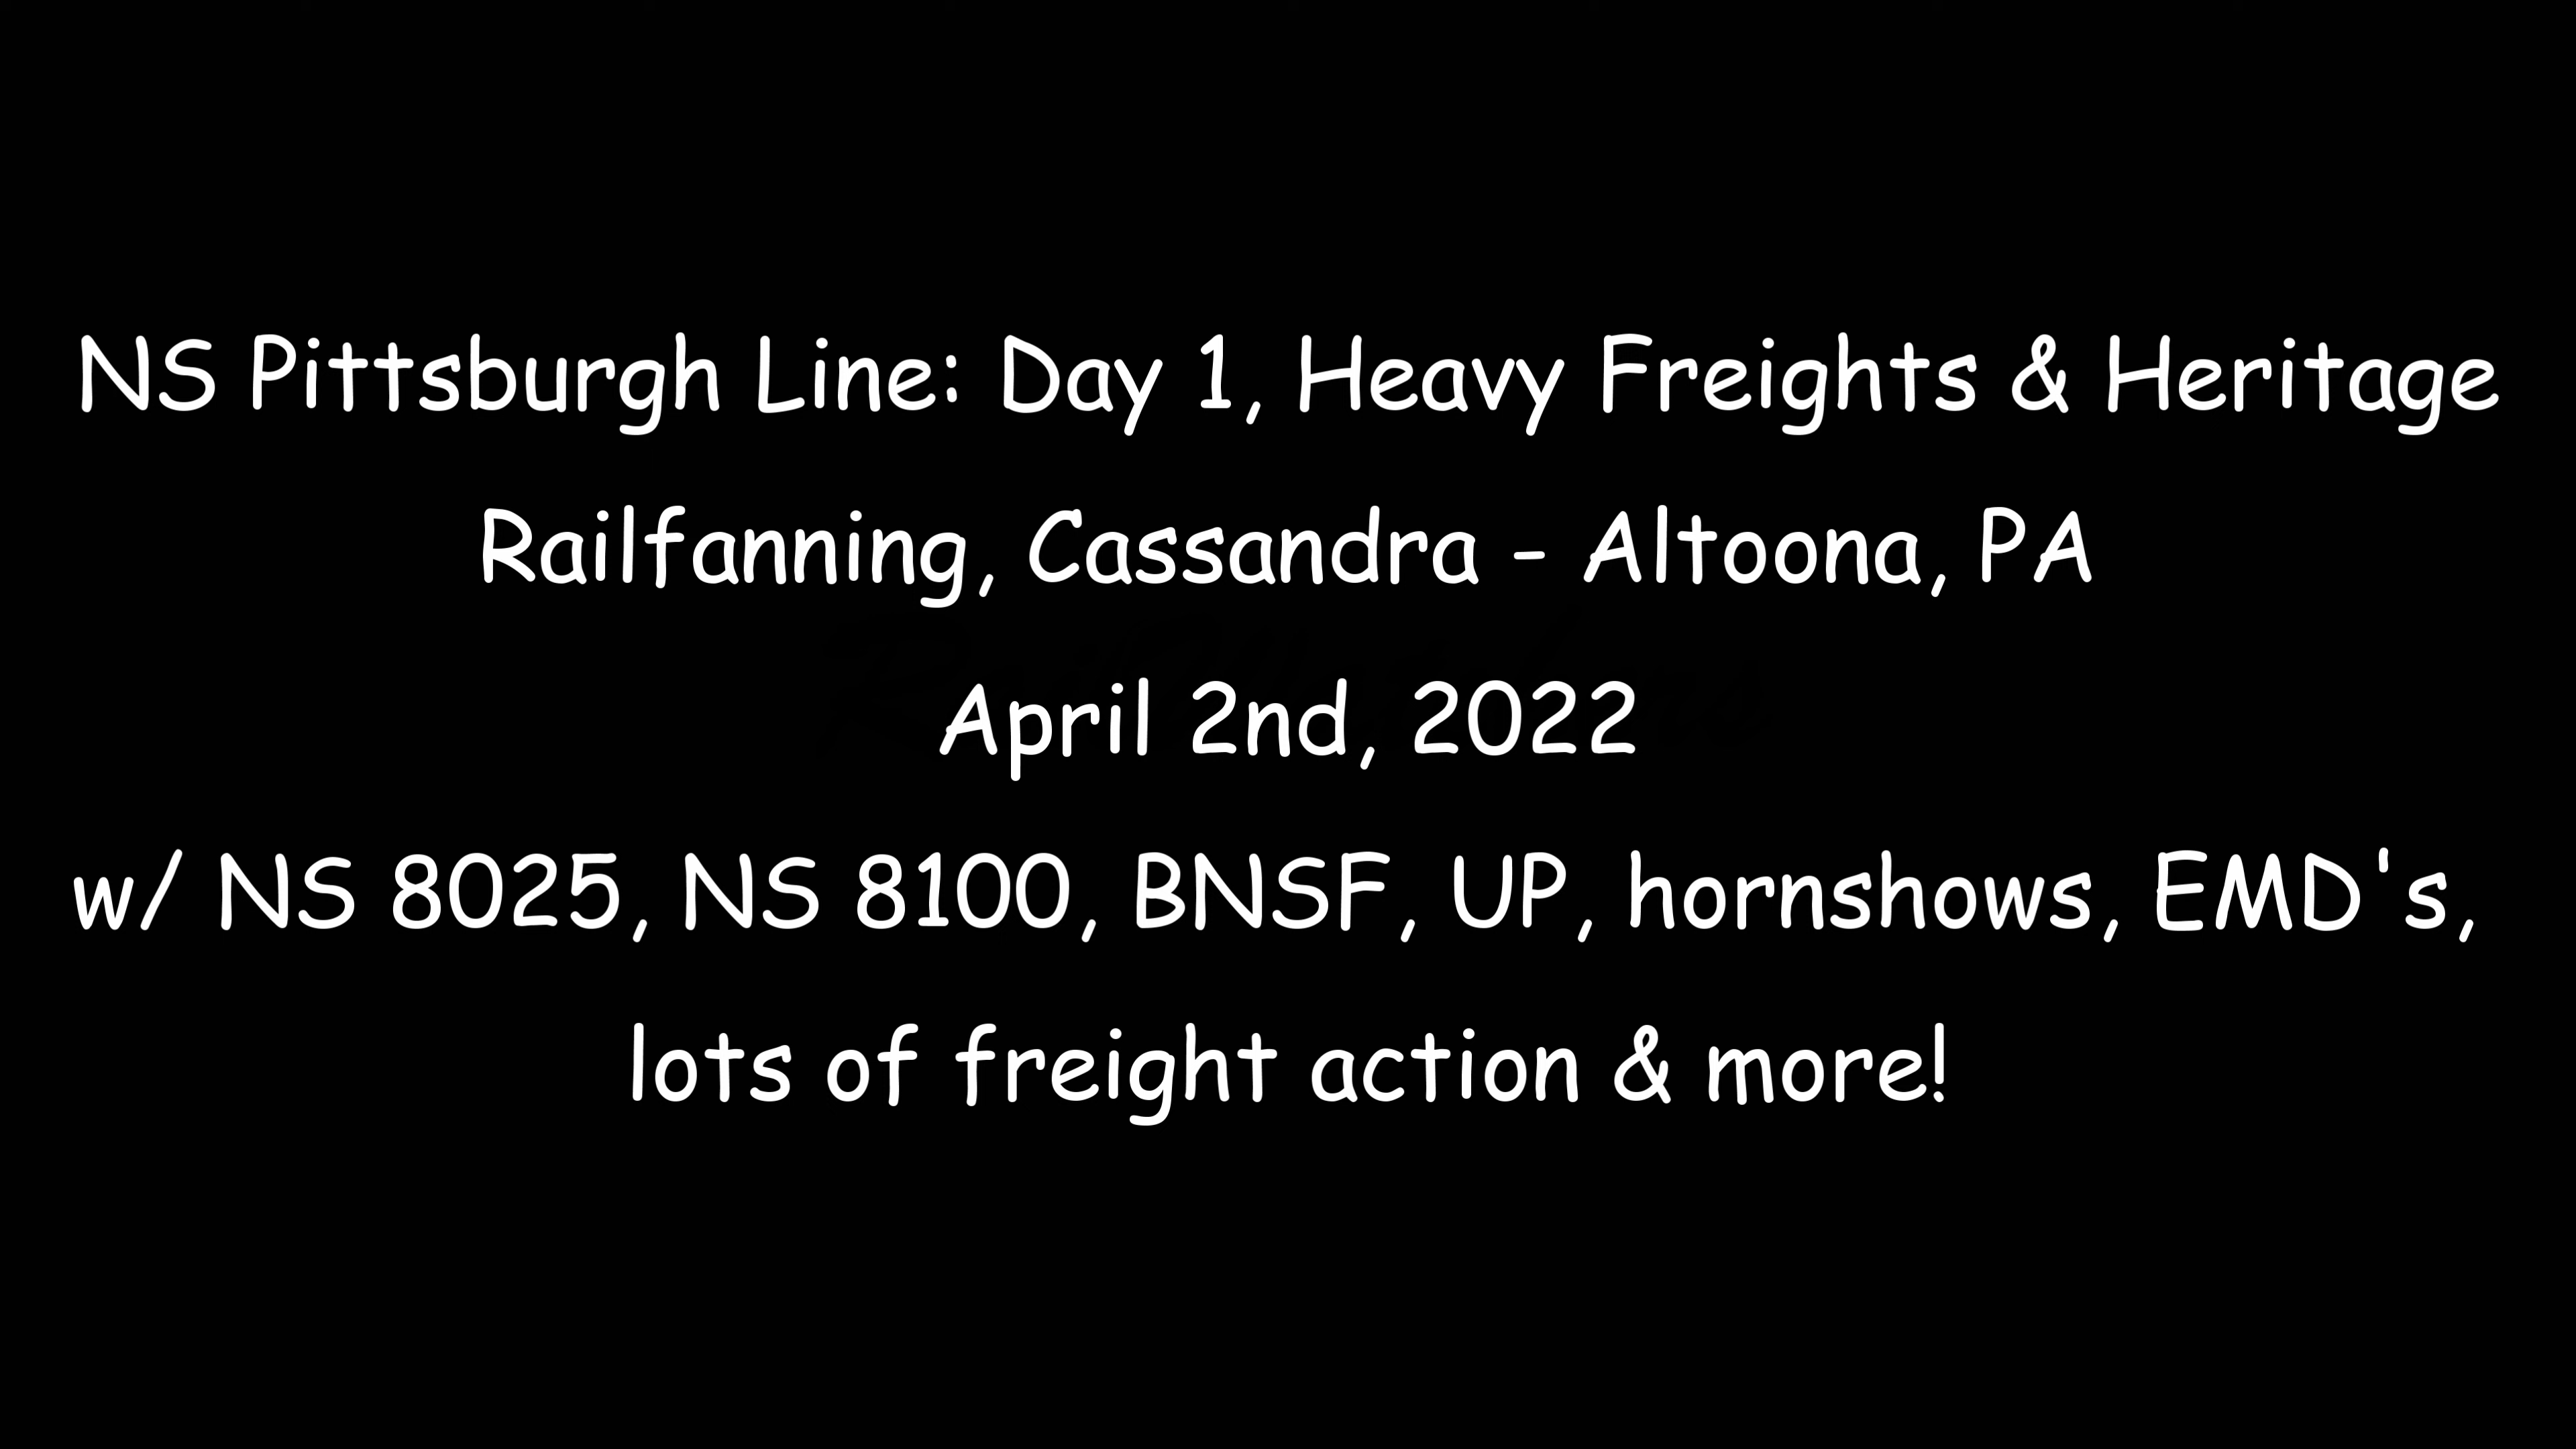 NS Pittsburgh Line: Day 1, Heavy Freights & Heritage
Railfanning, Cassandra - Altoona, PA
April 2nd, 2022
w/ NS 8025, NS 8100, BNSF, UP, hornshows, EMD's,
lots of freight action & more!